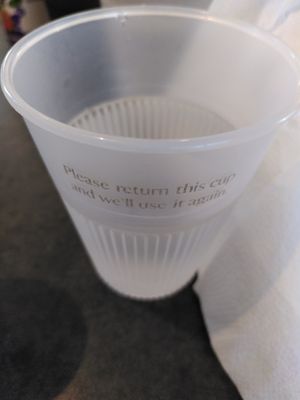 Please return this cup
and we'll use it again.